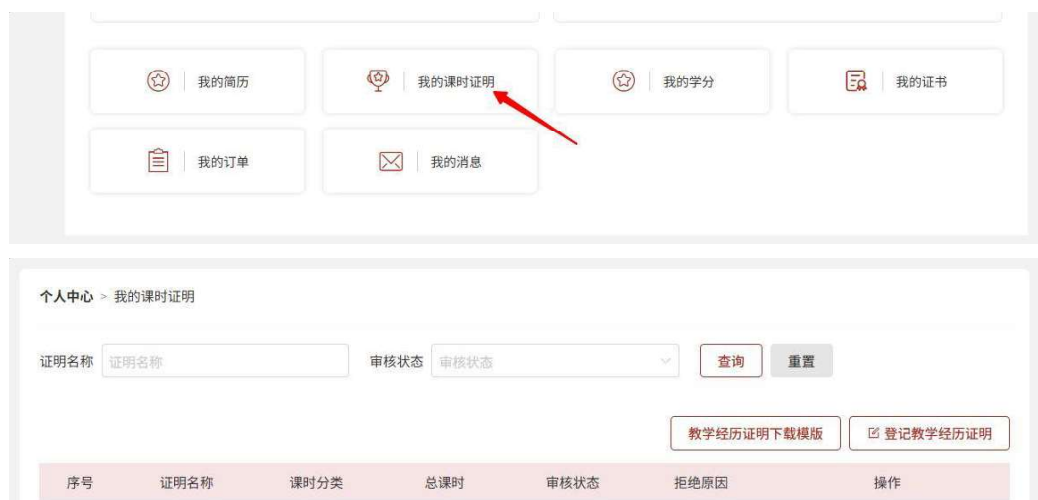 我的简历 我的课时证明 我的学分 我的证书
我的订单 我的消息
个人中心 > 我的课时证明
证明名称 证明名称 审核状态 审核状态 查询 重置
教学经历证明下载模版 登记教学经历证明
序号 证明名称 课时分类 总课时 审核状态 拒绝原因 操作